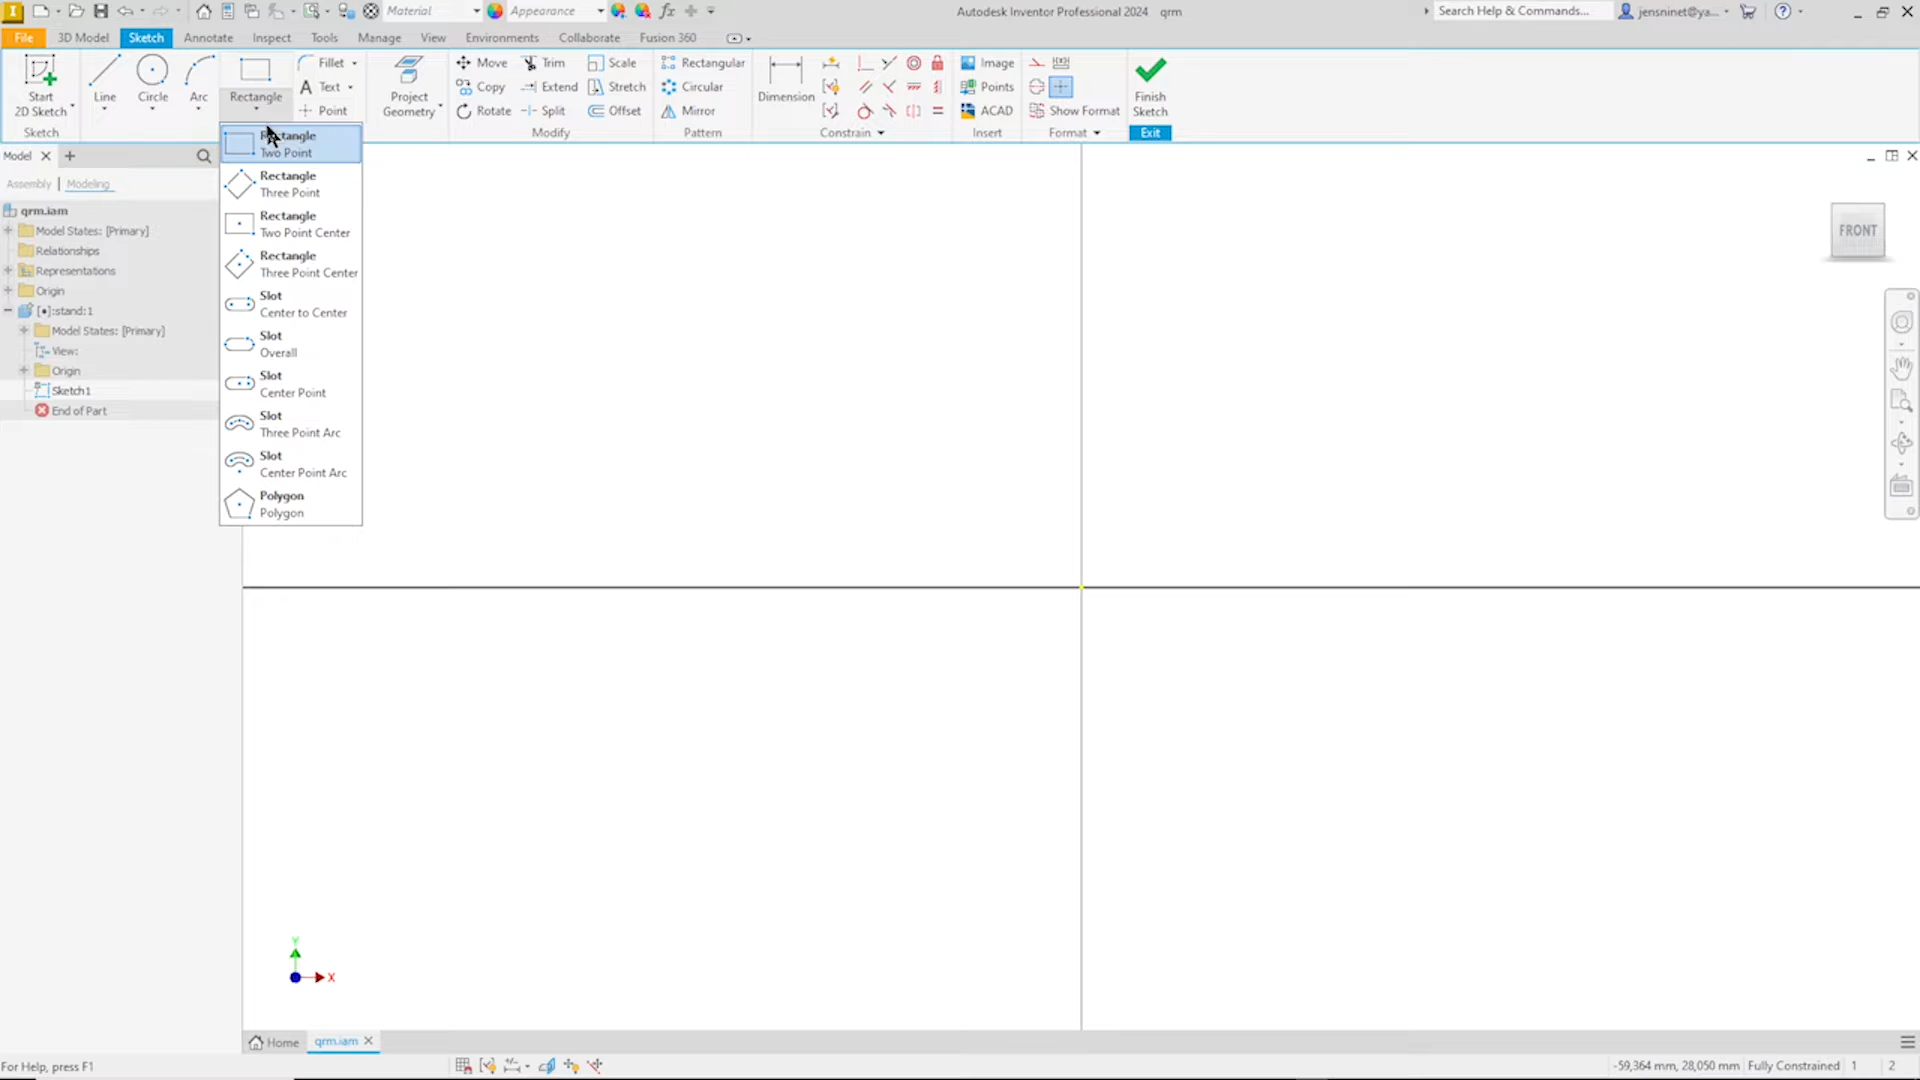 Material
Appearance
fx
Autodesk Inventor Professional 2024 qrm
Search Help & Commands...
jensninet@ya...
File
3D Model
Sketch
Annotate
Inspect
Tools
Manage
View
Environments
Collaborate
Fusion 360
Start
2D Sketch
Line
Circle
Arc
Rectangle
Fillet
Text
Point
Project
Geometry
Move
Copy
Rotate
Trim
Extend
Split
Scale
Stretch
Offset
Rectangular
Circular
Mirror
Dimension
Image
Points
ACAD
Show Format
Finish
Sketch
Sketch
Modify
Pattern
Constrain
Insert
Format
Exit
Model
Assembly
Modeling
qrm.iam
Model States: [Primary]
Relationships
Representations
Origin
[•]:stand:1
Model States: [Primary]
View:
Origin
Sketch1
End of Part
Two Point
Rectangle
Three Point
Rectangle
Two Point Center
Rectangle
Three Point Center
Slot
Center to Center
Slot
Overall
Slot
Center Point
Slot
Three Point Arc
Slot
Center Point Arc
Polygon
Polygon
FRONT
Y
X
Home
qrm.iam
For Help, press F1
-59,364 mm, 28,050 mm
Fully Constrained
1
2